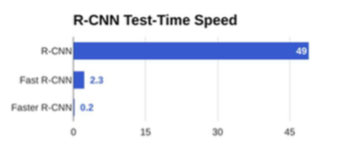 R-CNN Test-Time Speed
R-CNN 49
Fast R-CNN 2.3
Faster R-CNN 0.2
0 15 30 45